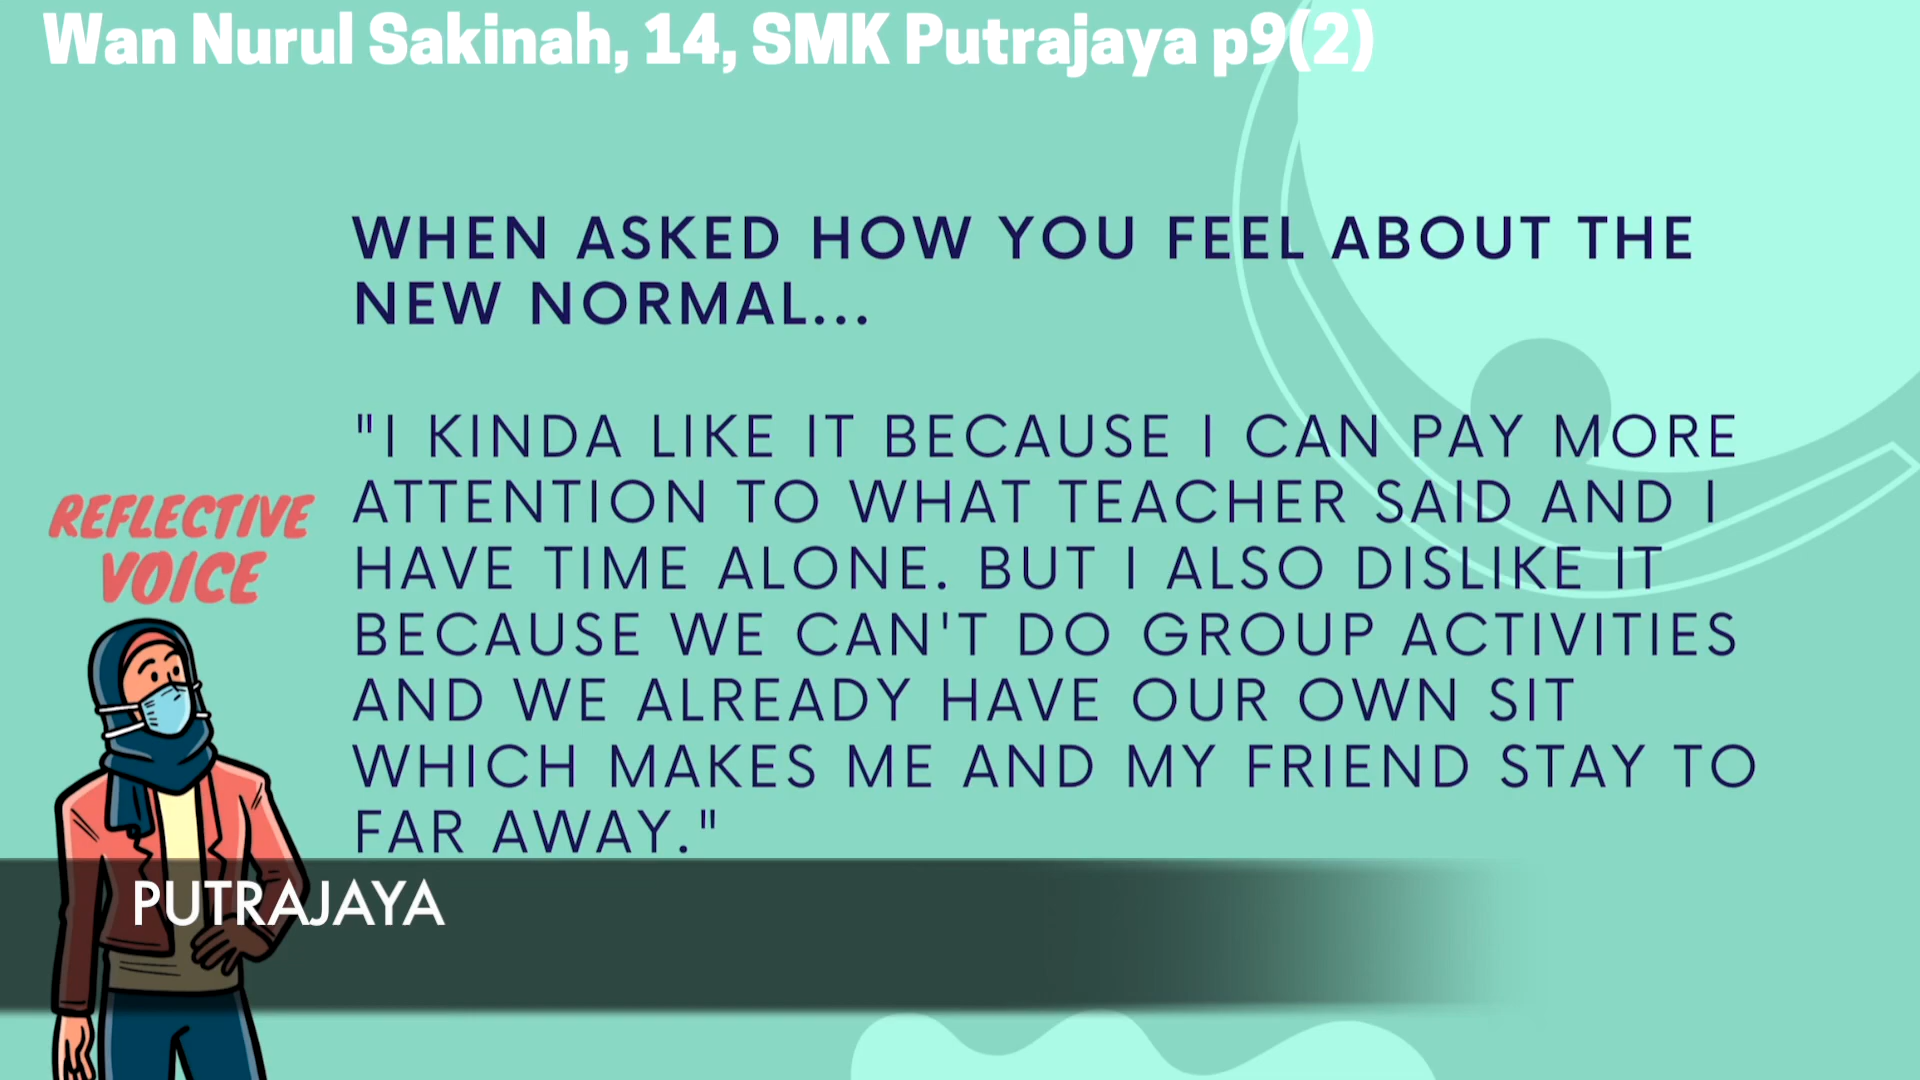 Wan Nurul Sakinah, 14, SMK Putrajaya p9(2)
WHEN ASKED HOW YOU FEEL ABOUT THE
NEW NORMAL...
"I KINDA LIKE IT BECAUSE I CAN PAY MORE
ATTENTION TO WHAT TEACHER SAID AND I
HAVE TIME ALONE. BUT I ALSO DISLIKE IT
BECAUSE WE CAN'T DO GROUP ACTIVITIES
AND WE ALREADY HAVE OUR OWN SIT
WHICH MAKES ME AND MY FRIEND STAY TO
FAR AWAY."
REFLECTIVE
VOICE
PUTRAJAYA